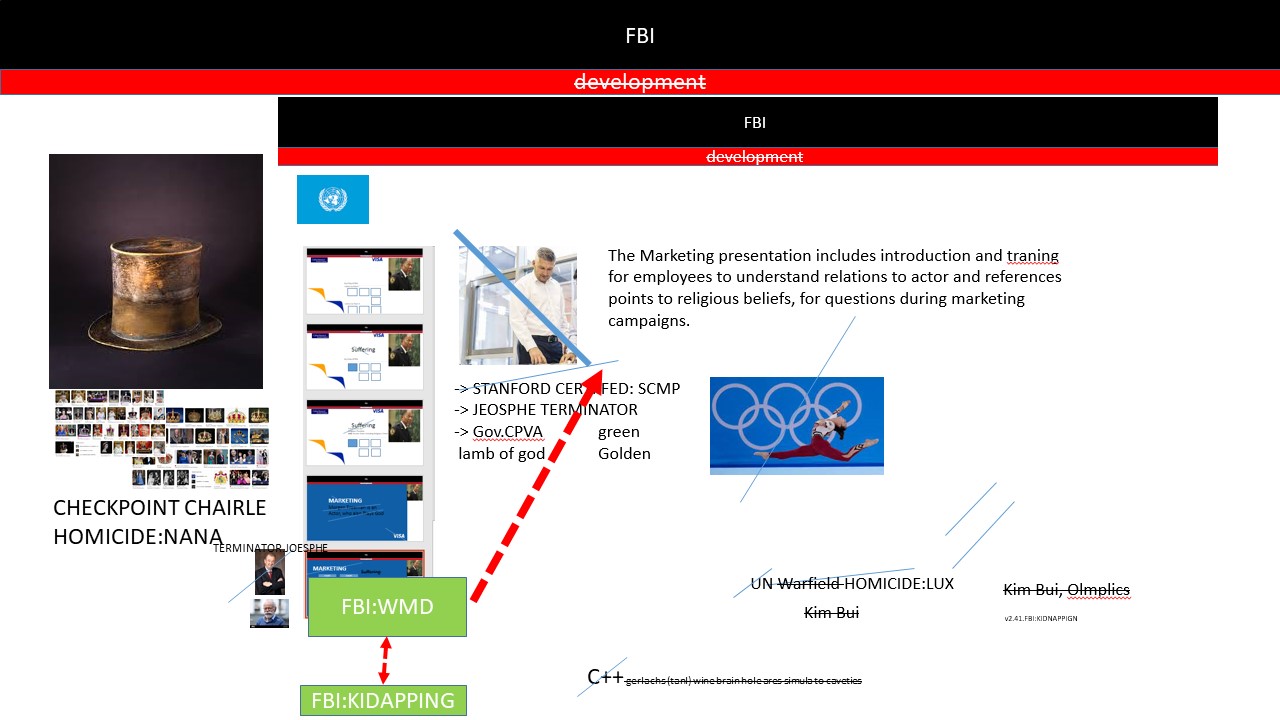 FBI
development
FBI
development
The Marketing presentation includes introduction and traning
for employees to understand relations to actor and references
points to religious beliefs, for questions during marketing
campaigns.
VISA
VISA
Suffering
VISA
Suffering
MARKETING
VISA
MARKETING
-> STANFORD CERTIFED: SCMP
-> JEOSPHE TERMINATOR
-> Gov.CPVA green
lamb of god Golden
CHECKPOINT CHAIRLE
HOMICIDE:NANA
TERMINATOR JOESPHE
FBI:WMD
FBI:KIDAPPING
UN Warfield HOMICIDE:LUX
Kim Bui
Kim Bui, Olmplics
v2.41.FBI:KIDNAPPIGN
C++ gerlachs (tanl) wine brain hole ares simula to caveties